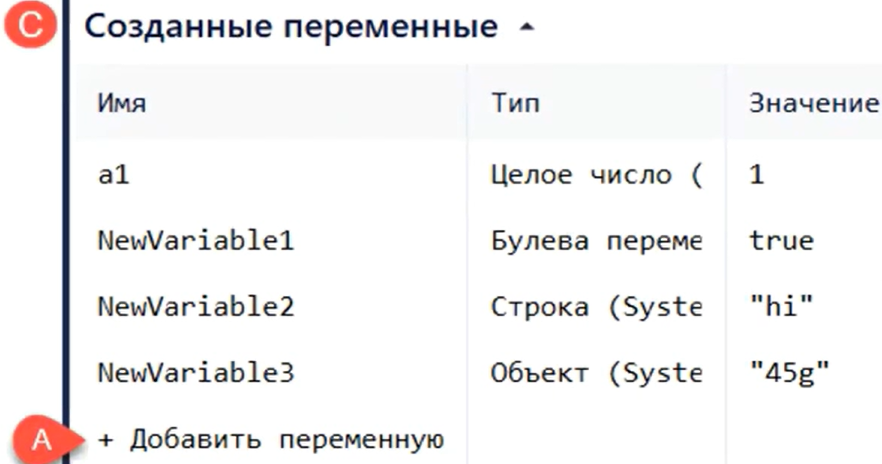 C Созданные переменные
Имя Тип Значение
a1 Целое число ( 1
NewVariable1 Булева переме true
NewVariable2 Строка (Syste "hi"
NewVariable3 Объект (Syste "45g"
A + Добавить переменную